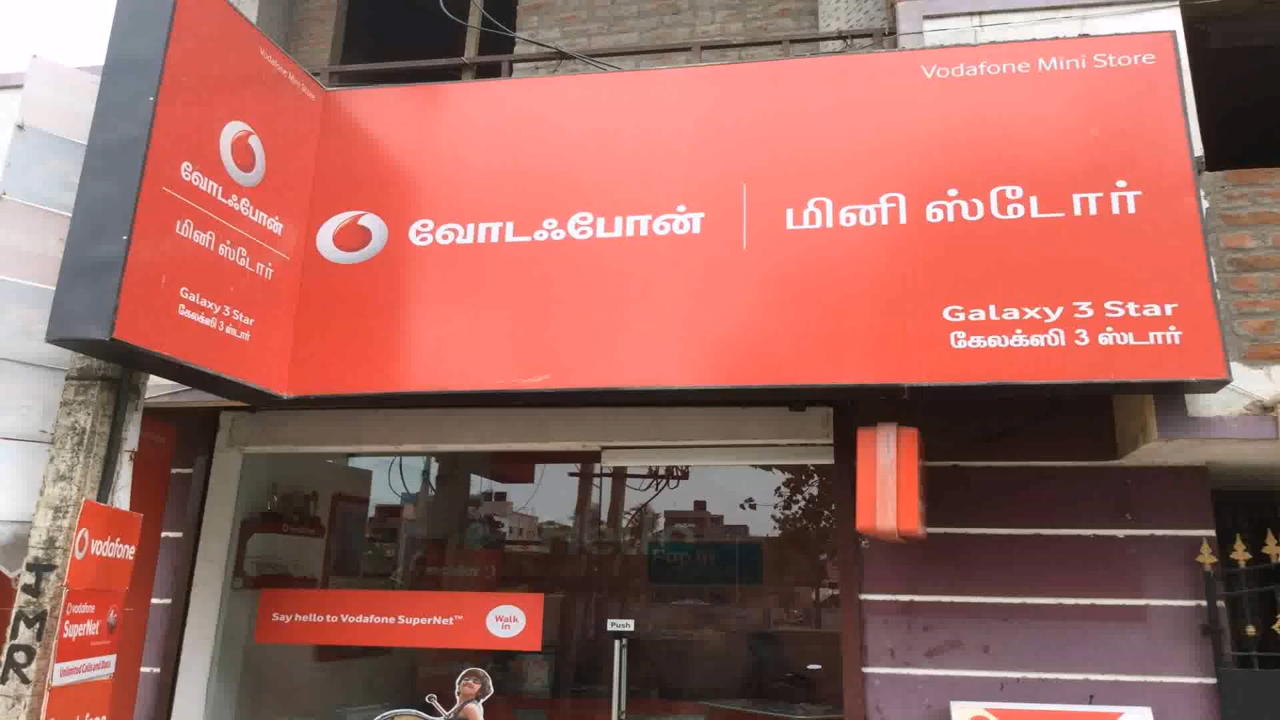 Vodafone Mini Store
வோடஃபோன்
மினி ஸ்டோர்
Galaxy 3 Star
கேலக்ஸி 3 ஸ்டார்
Vodafone Mini Store
வோடஃபோன் | மினி ஸ்டோர்
Galaxy 3 Star
கேலக்ஸி 3 ஸ்டார்
vodafone
vodafone
SuperNet
Unlimited Calls and Data
JMR
Say hello to Vodafone SuperNet™
Walk in
Push